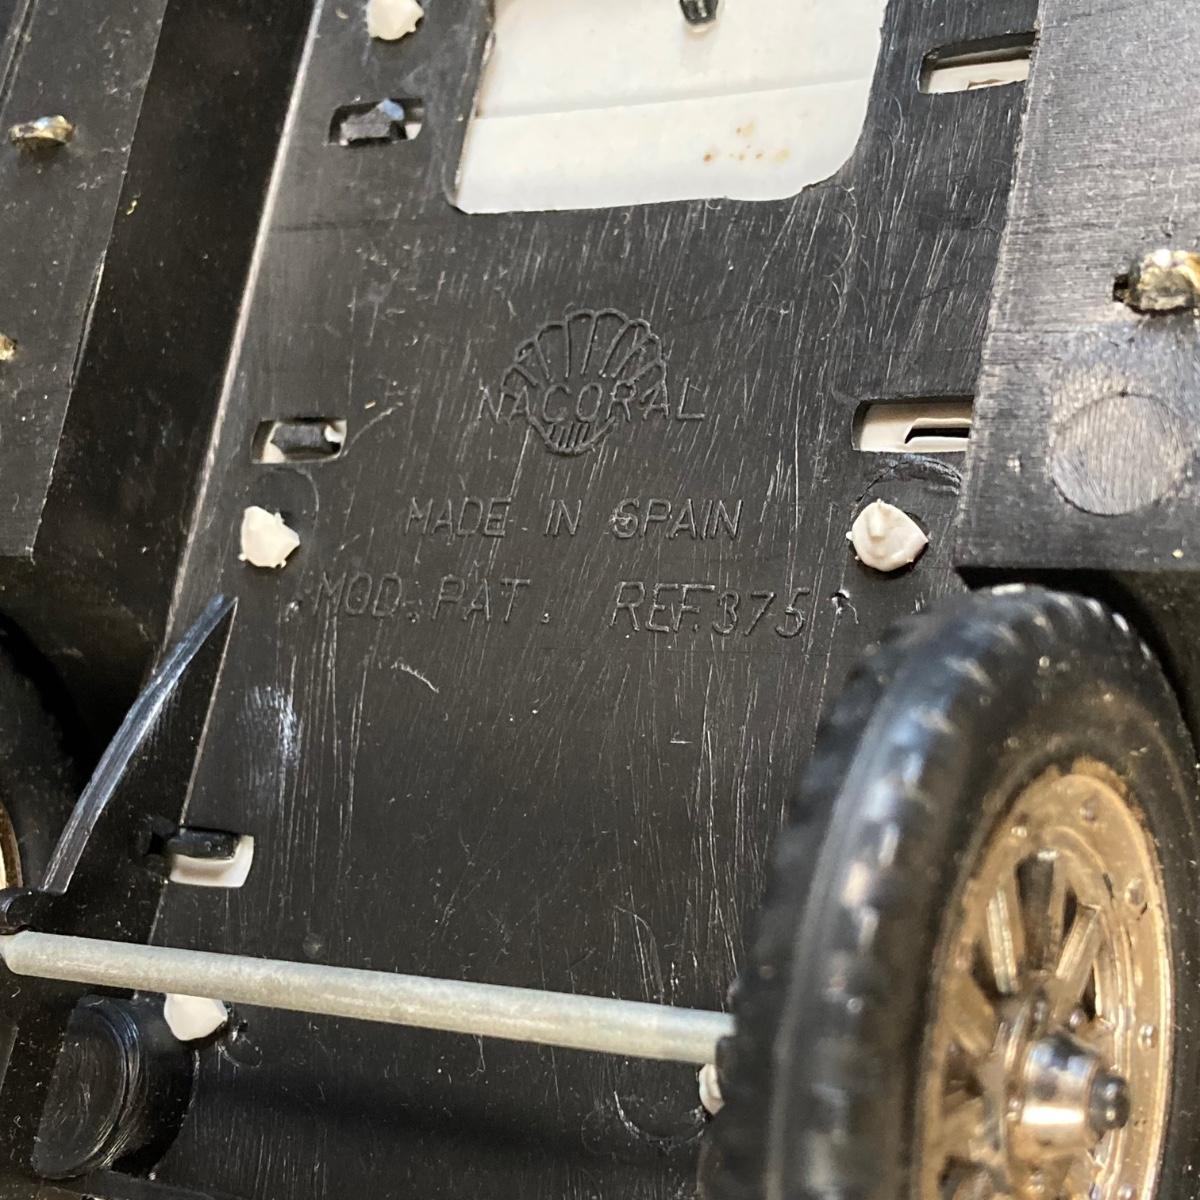 NACORAL
MADE IN SPAIN
MOD. PAT. REF. 375